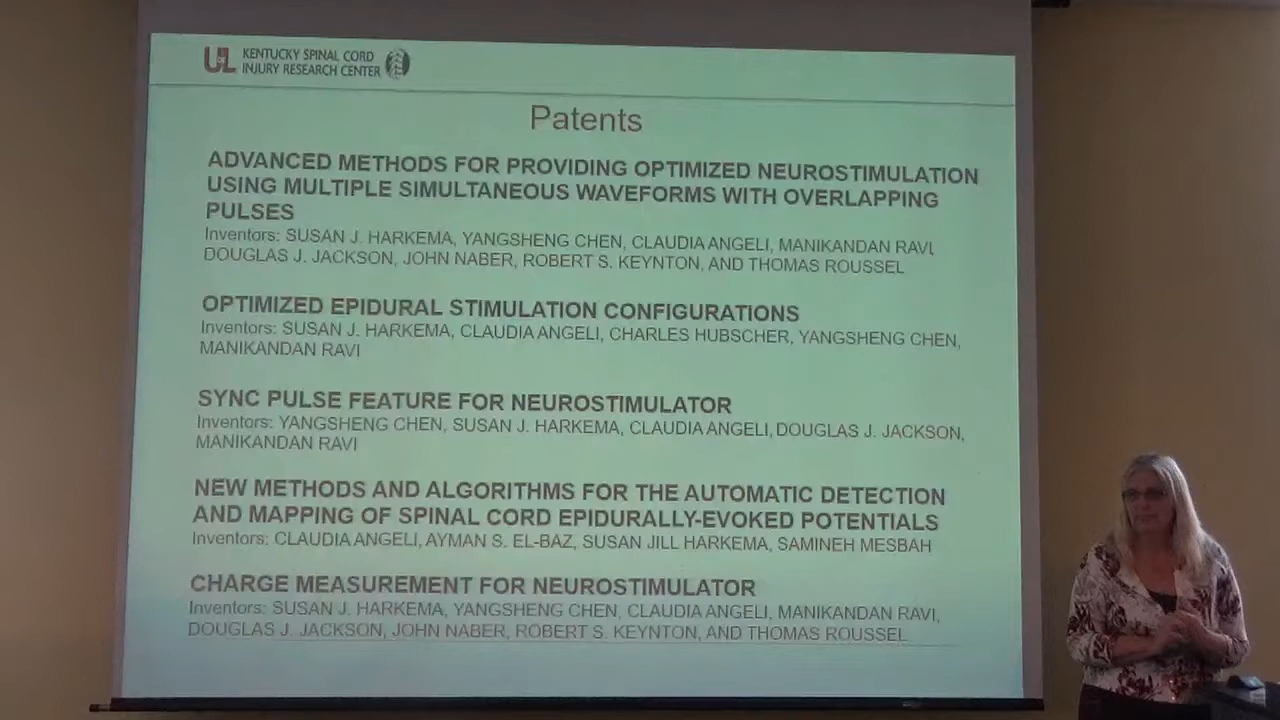 UofL KENTUCKY SPINAL CORD
INJURY RESEARCH CENTER
Patents
ADVANCED METHODS FOR PROVIDING OPTIMIZED NEUROSTIMULATION
USING MULTIPLE SIMULTANEOUS WAVEFORMS WITH OVERLAPPING
PULSES
Inventors: SUSAN J. HARKEMA, YANGSHENG CHEN, CLAUDIA ANGELI, MANIKANDAN RAVI,
DOUGLAS J. JACKSON, JOHN NABER, ROBERT S. KEYNTON, AND THOMAS ROUSSEL
OPTIMIZED EPIDURAL STIMULATION CONFIGURATIONS
Inventors: SUSAN J. HARKEMA, CLAUDIA ANGELI, CHARLES HUBSCHER, YANGSHENG CHEN,
MANIKANDAN RAVI
SYNC PULSE FEATURE FOR NEUROSTIMULATOR
Inventors: YANGSHENG CHEN, SUSAN J. HARKEMA, CLAUDIA ANGELI, DOUGLAS J. JACKSON,
MANIKANDAN RAVI
NEW METHODS AND ALGORITHMS FOR THE AUTOMATIC DETECTION
AND MAPPING OF SPINAL CORD EPIDURALLY-EVOKED POTENTIALS
Inventors: CLAUDIA ANGELI, AYMAN S. EL-BAZ, SUSAN JILL HARKEMA, SAMINEH MESBAH
CHARGE MEASUREMENT FOR NEUROSTIMULATOR
Inventors: SUSAN J. HARKEMA, YANGSHENG CHEN, CLAUDIA ANGELI, MANIKANDAN RAVI,
DOUGLAS J. JACKSON, JOHN NABER, ROBERT S. KEYNTON, AND THOMAS ROUSSEL